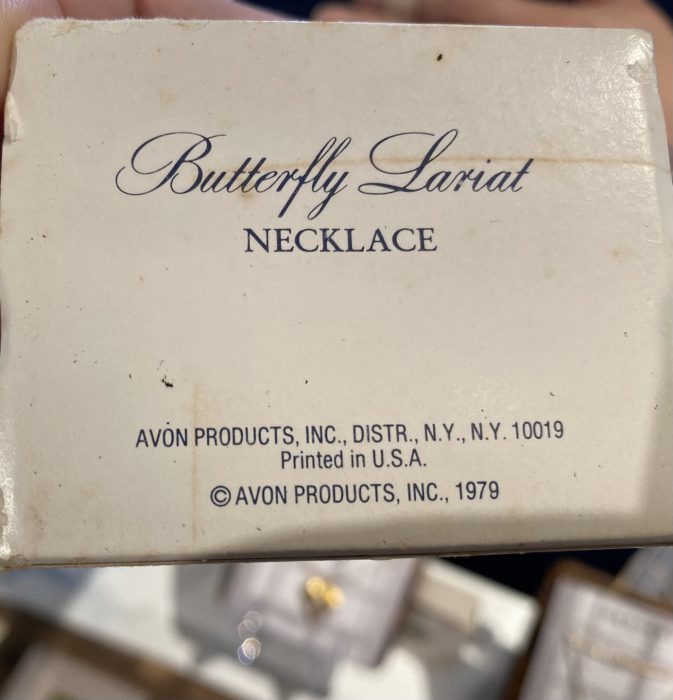 Butterfly Lariat
NECKLACE
AVON PRODUCTS, INC., DISTR., N.Y., N.Y. 10019
Printed in U.S.A.
© AVON PRODUCTS, INC., 1979